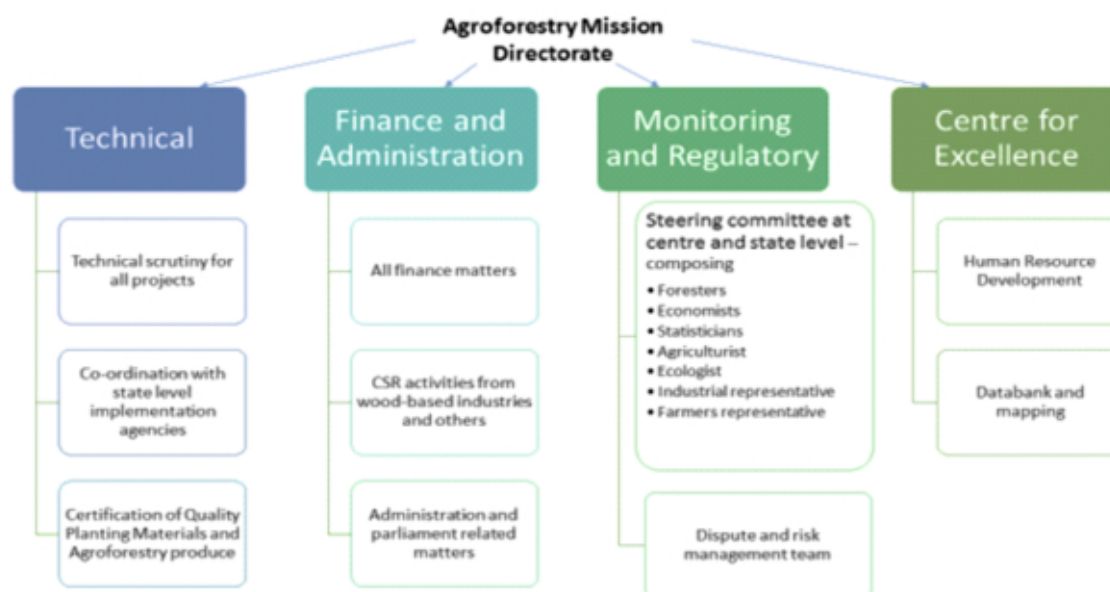 Agroforestry Mission
Directorate
Technical
Technical scrutiny for
all projects
Co-ordination with
state level
implementation
agencies
Certification of Quality
Planting Materials and
Agroforestry produce
Finance and
Administration
All finance matters
CSR activities from
wood-based industries
and others
Administration and
parliament related
matters
Monitoring
and Regulatory
Steering committee at
centre and state level –
composing
• Foresters
• Economists
• Statisticians
• Agriculturist
• Ecologist
• Industrial representative
• Farmers representative
Dispute and risk
management team
Centre for
Excellence
Human Resource
Development
Databank and
mapping